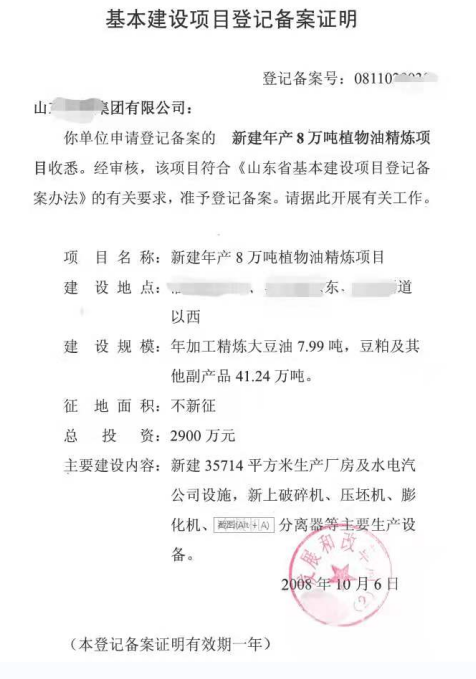 基本建设项目登记备案证明
登记备案号：081102
山 集团有限公司：
你单位申请登记备案的 新建年产8万吨植物油精炼项
目收悉。经审核，该项目符合《山东省基本建设项目登记备
案办法》的有关要求，准予登记备案。请据此开展有关工作。
项目名称：新建年产8万吨植物油精炼项目
建设地点： 、 东、 道
以西
建设规模：年加工精炼大豆油7.99吨，豆粕及其
他副产品41.24万吨。
征地面积：不新征
总投资：2900万元
主要建设内容：新建35714平方米生产厂房及水电汽
公司设施，新上破碎机、压坯机、膨
化机、截图(Alt + A)分离器等主要生产设
备。
发展和改
2008年10月6日
（本登记备案证明有效期一年）